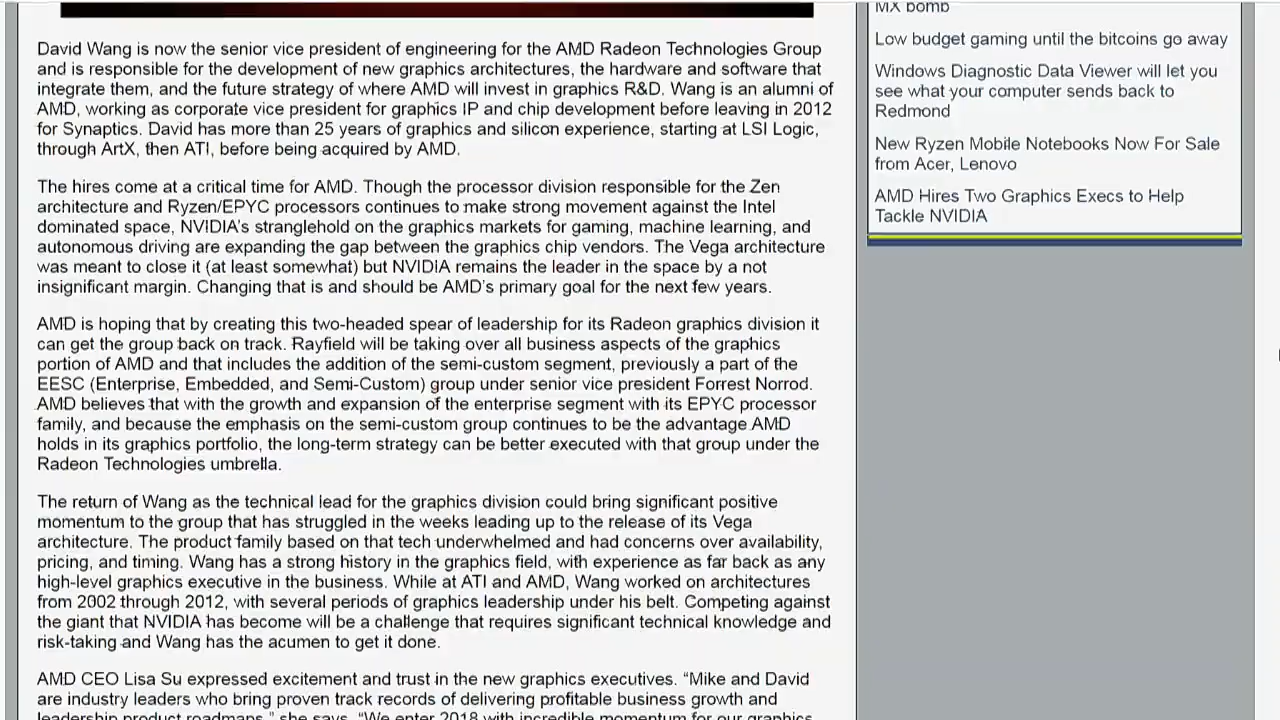 David Wang is now the senior vice president of engineering for the AMD Radeon Technologies Group
and is responsible for the development of new graphics architectures, the hardware and software that
integrate them, and the future strategy of where AMD will invest in graphics R&D. Wang is an alumni of
AMD, working as corporate vice president for graphics IP and chip development before leaving in 2012
for Synaptics. David has more than 25 years of graphics and silicon experience, starting at LSI Logic,
through ArtX, then ATI, before being acquired by AMD.
The hires come at a critical time for AMD. Though the processor division responsible for the Zen
architecture and Ryzen/EPYC processors continues to make strong movement against the Intel
dominated space, NVIDIA's stranglehold on the graphics markets for gaming, machine learning, and
autonomous driving are expanding the gap between the graphics chip vendors. The Vega architecture
was meant to close it (at least somewhat) but NVIDIA remains the leader in the space by a not
insignificant margin. Changing that is and should be AMD's primary goal for the next few years.
AMD is hoping that by creating this two-headed spear of leadership for its Radeon graphics division it
can get the group back on track. Rayfield will be taking over all business aspects of the graphics
portion of AMD and that includes the addition of the semi-custom segment, previously a part of the
EESC (Enterprise, Embedded, and Semi-Custom) group under senior vice president Forrest Norrod.
AMD believes that with the growth and expansion of the enterprise segment with its EPYC processor
family, and because the emphasis on the semi-custom group continues to be the advantage AMD
holds in its graphics portfolio, the long-term strategy can be better executed with that group under the
Radeon Technologies umbrella.
The return of Wang as the technical lead for the graphics division could bring significant positive
momentum to the group that has struggled in the weeks leading up to the release of its Vega
architecture. The product family based on that tech underwhelmed and had concerns over availability,
pricing, and timing. Wang has a strong history in the graphics field, with experience as far back as any
high-level graphics executive in the business. While at ATI and AMD, Wang worked on architectures
from 2002 through 2012, with several periods of graphics leadership under his belt. Competing against
the giant that NVIDIA has become will be a challenge that requires significant technical knowledge and
risk-taking and Wang has the acumen to get it done.
AMD CEO Lisa Su expressed excitement and trust in the new graphics executives. “Mike and David
are industry leaders who bring proven track records of delivering profitable business growth and
leadership product roadmaps,” she says. “We enter 2018 with incredible momentum for our graphics
MX bomb
Low budget gaming until the bitcoins go away
Windows Diagnostic Data Viewer will let you
see what your computer sends back to
Redmond
New Ryzen Mobile Notebooks Now For Sale
from Acer, Lenovo
AMD Hires Two Graphics Execs to Help
Tackle NVIDIA